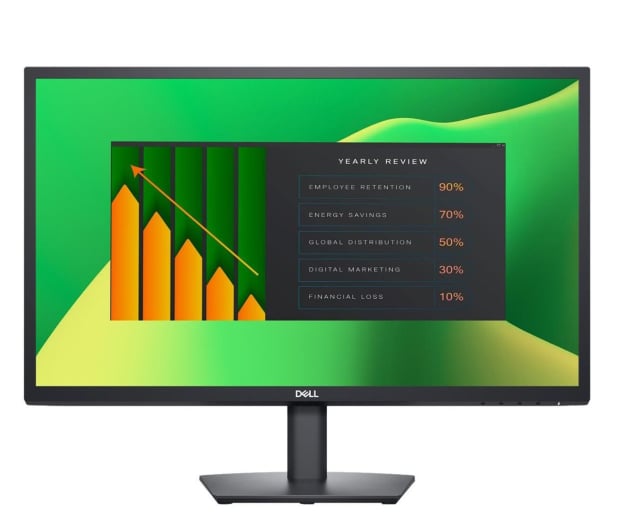 YEARLY REVIEW
EMPLOYEE RETENTION 90%
ENERGY SAVINGS 70%
GLOBAL DISTRIBUTION 50%
DIGITAL MARKETING 30%
FINANCIAL LOSS 10%
DELL